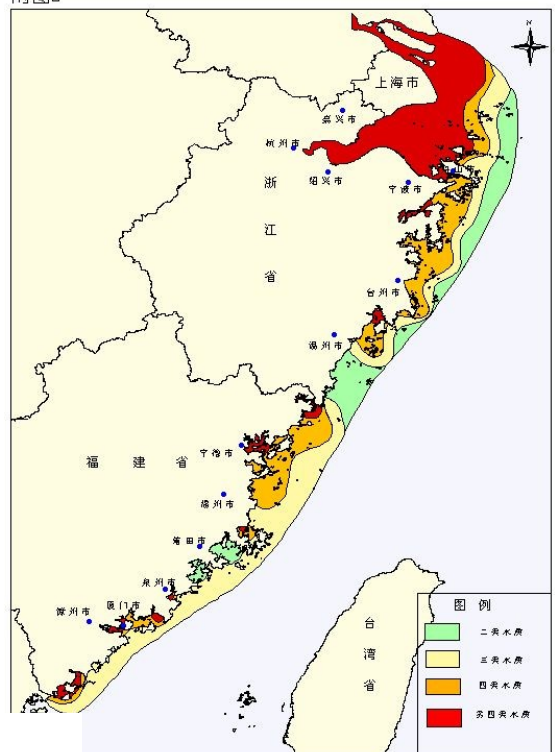 N
上海市
嘉兴市
杭州市
绍兴市
宁波市
浙江省
台州市
温州市
宁德市
福建省
福州市
莆田市
泉州市
厦门市
漳州市
台湾省
图例
二类水质
三类水质
四类水质
劣四类水质